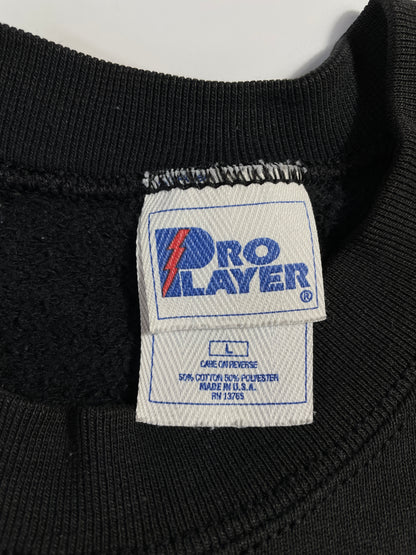 PRO
PLAYER®
L
CARE ON REVERSE
50% COTTON 50% POLYESTER
MADE IN U.S.A.
RN 13765